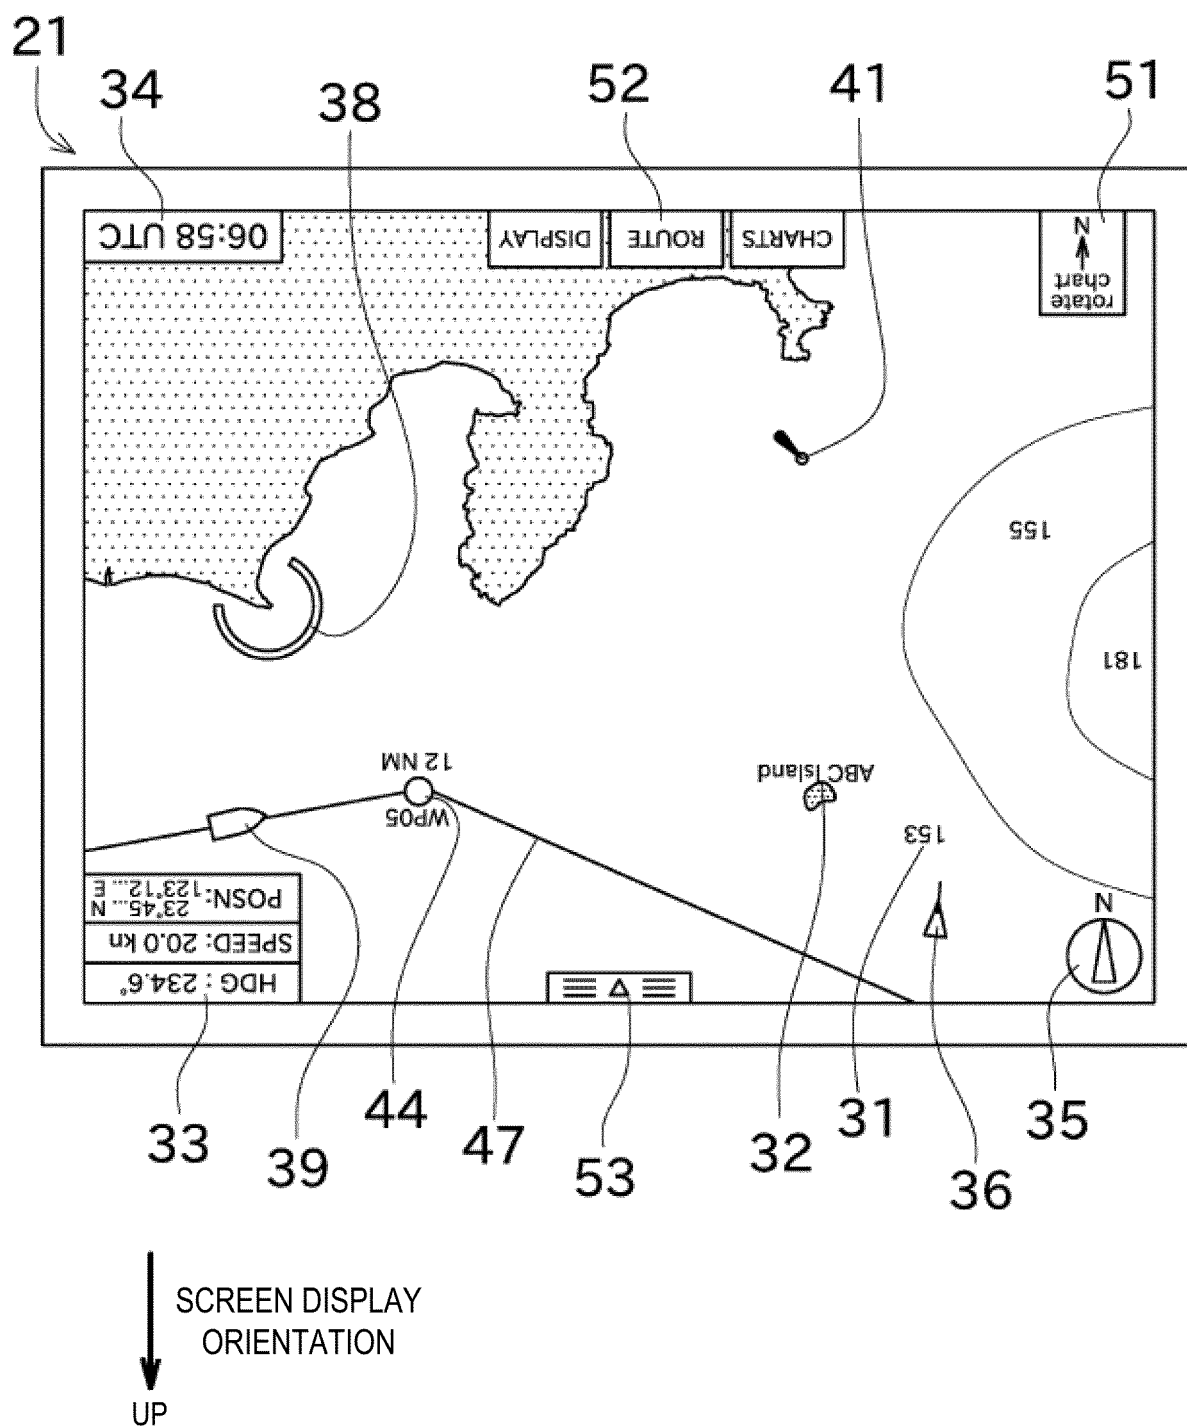 21
34
38
52
41
51
06:58 UTC
DISPLAY
ROUTE
CHARTS
rotate
chart
N
155
181
12 NM
WP05
ABC Island
153
HDG : 234.6°
SPEED: 20.0 kn
POSN: 23°45... N
123°12... E
N
33
39
44
47
53
32
31
36
35
SCREEN DISPLAY
ORIENTATION
UP